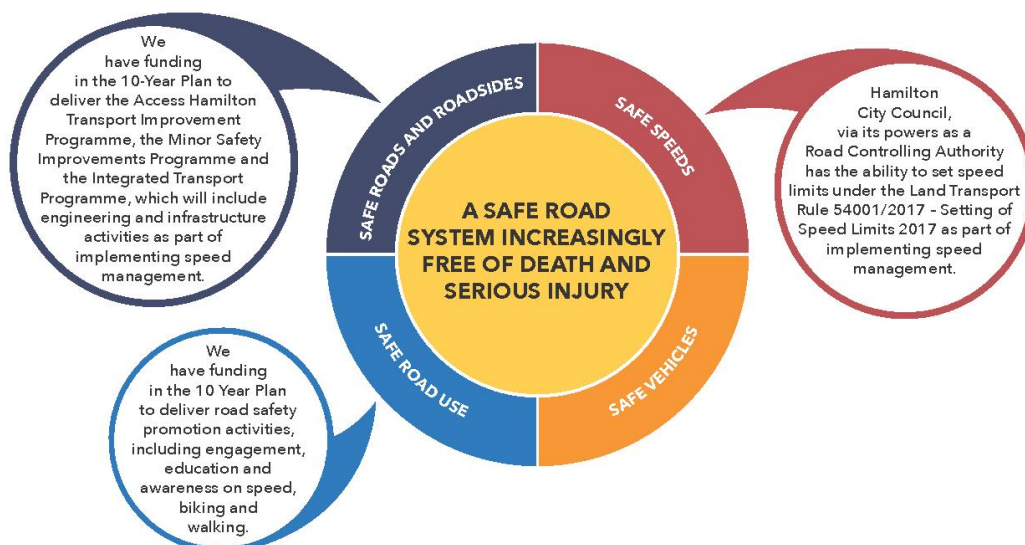 We
have funding
in the 10-Year Plan to
deliver the Access Hamilton
Transport Improvement
Programme, the Minor Safety
Improvements Programme and
the Integrated Transport
Programme, which will include
engineering and infrastructure
activities as part of
implementing speed
management.
SAFE ROADS AND ROADSIDES
SAFE SPEEDS
Hamilton
City Council,
via its powers as a
Road Controlling Authority
has the ability to set speed
limits under the Land Transport
Rule 54001/2017 - Setting of
Speed Limits 2017 as part of
implementing speed
management.
A SAFE ROAD
SYSTEM INCREASINGLY
FREE OF DEATH AND
SERIOUS INJURY
SAFE ROAD USE
SAFE VEHICLES
We
have funding
in the 10 Year Plan
to deliver road safety
promotion activities,
including engagement,
education and
awareness on speed,
biking and
walking.